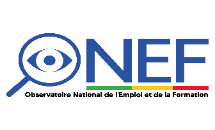 ONEF
Observatoire National de l'Emploi et de la Formation